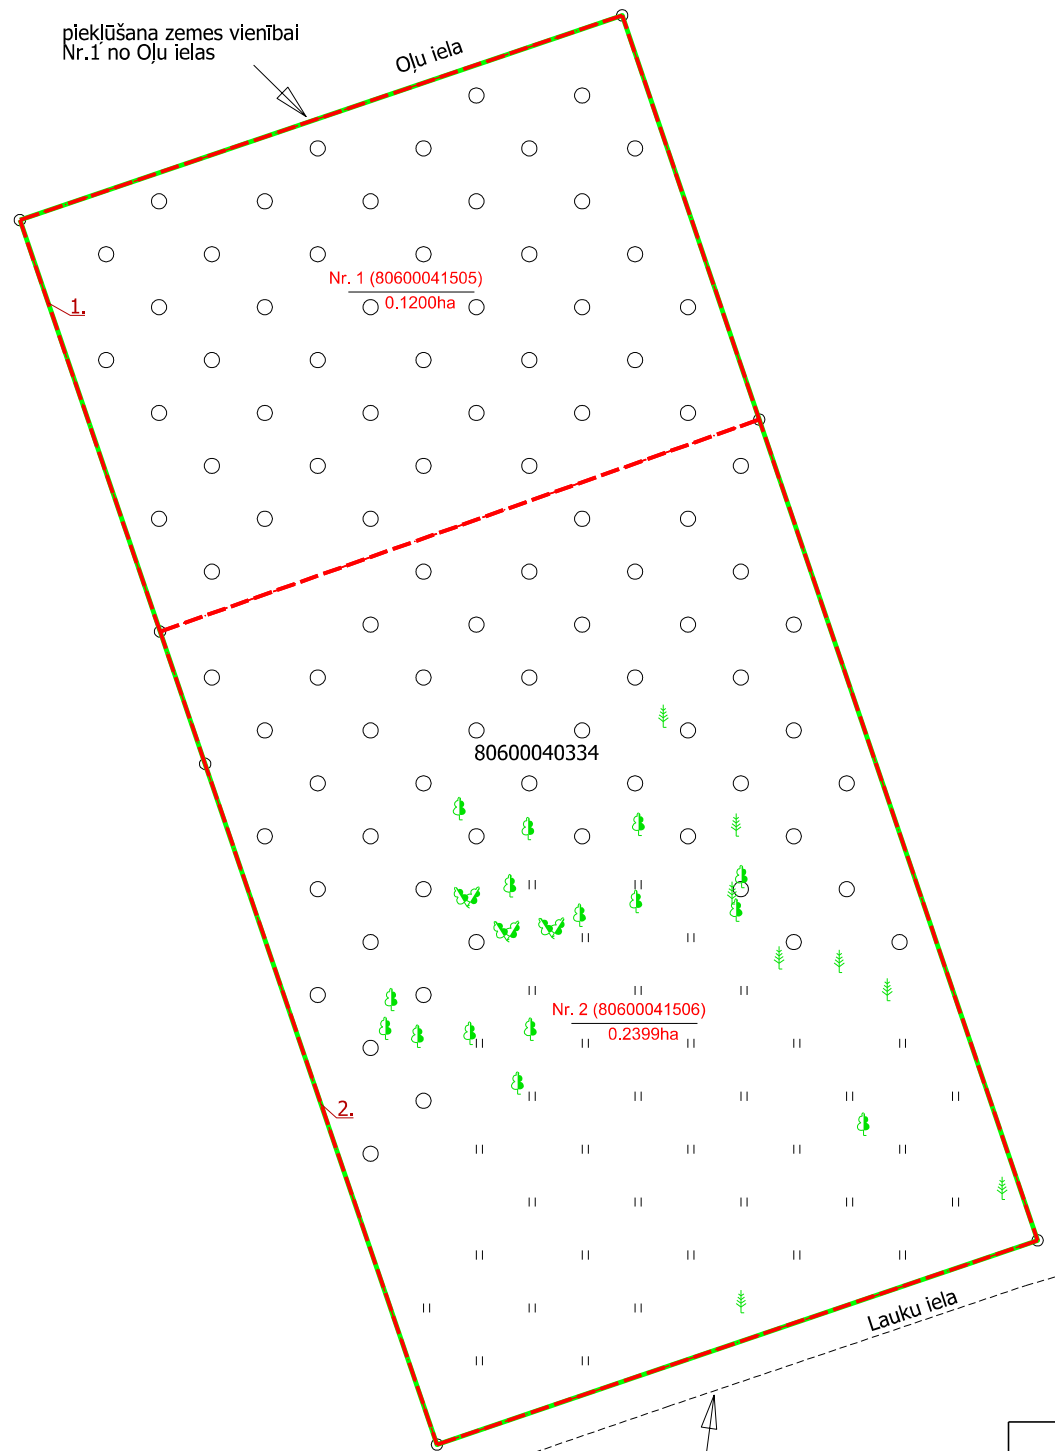 piekļūšana zemes vienībai
Nr.1 no Oļu ielas
Oļu iela
Nr. 1 (80600041505)
0.1200ha
1.
80600040334
Nr. 2 (80600041506)
0.2399ha
2.
Lauku iela